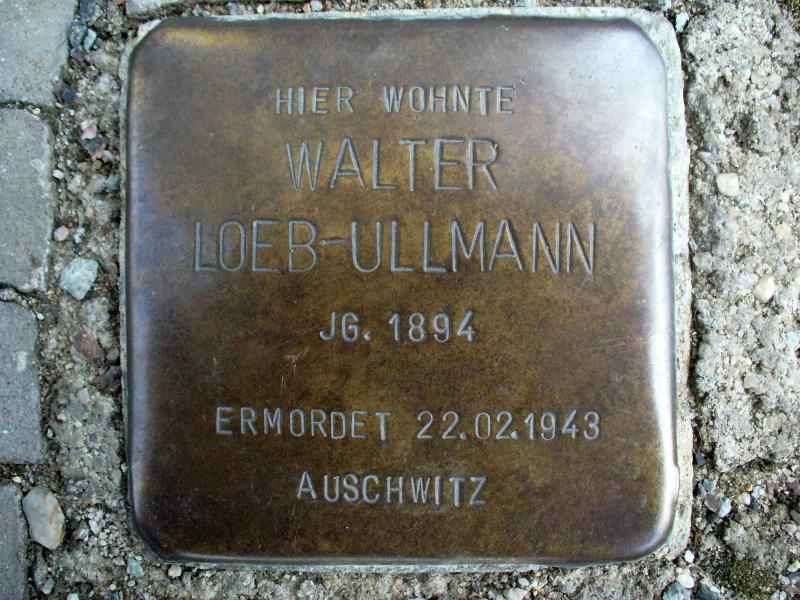 HIER WOHNTE
WALTER
LOEB-ULLMANN
JG. 1894
ERMORDET 22.02.1943
AUSCHWITZ